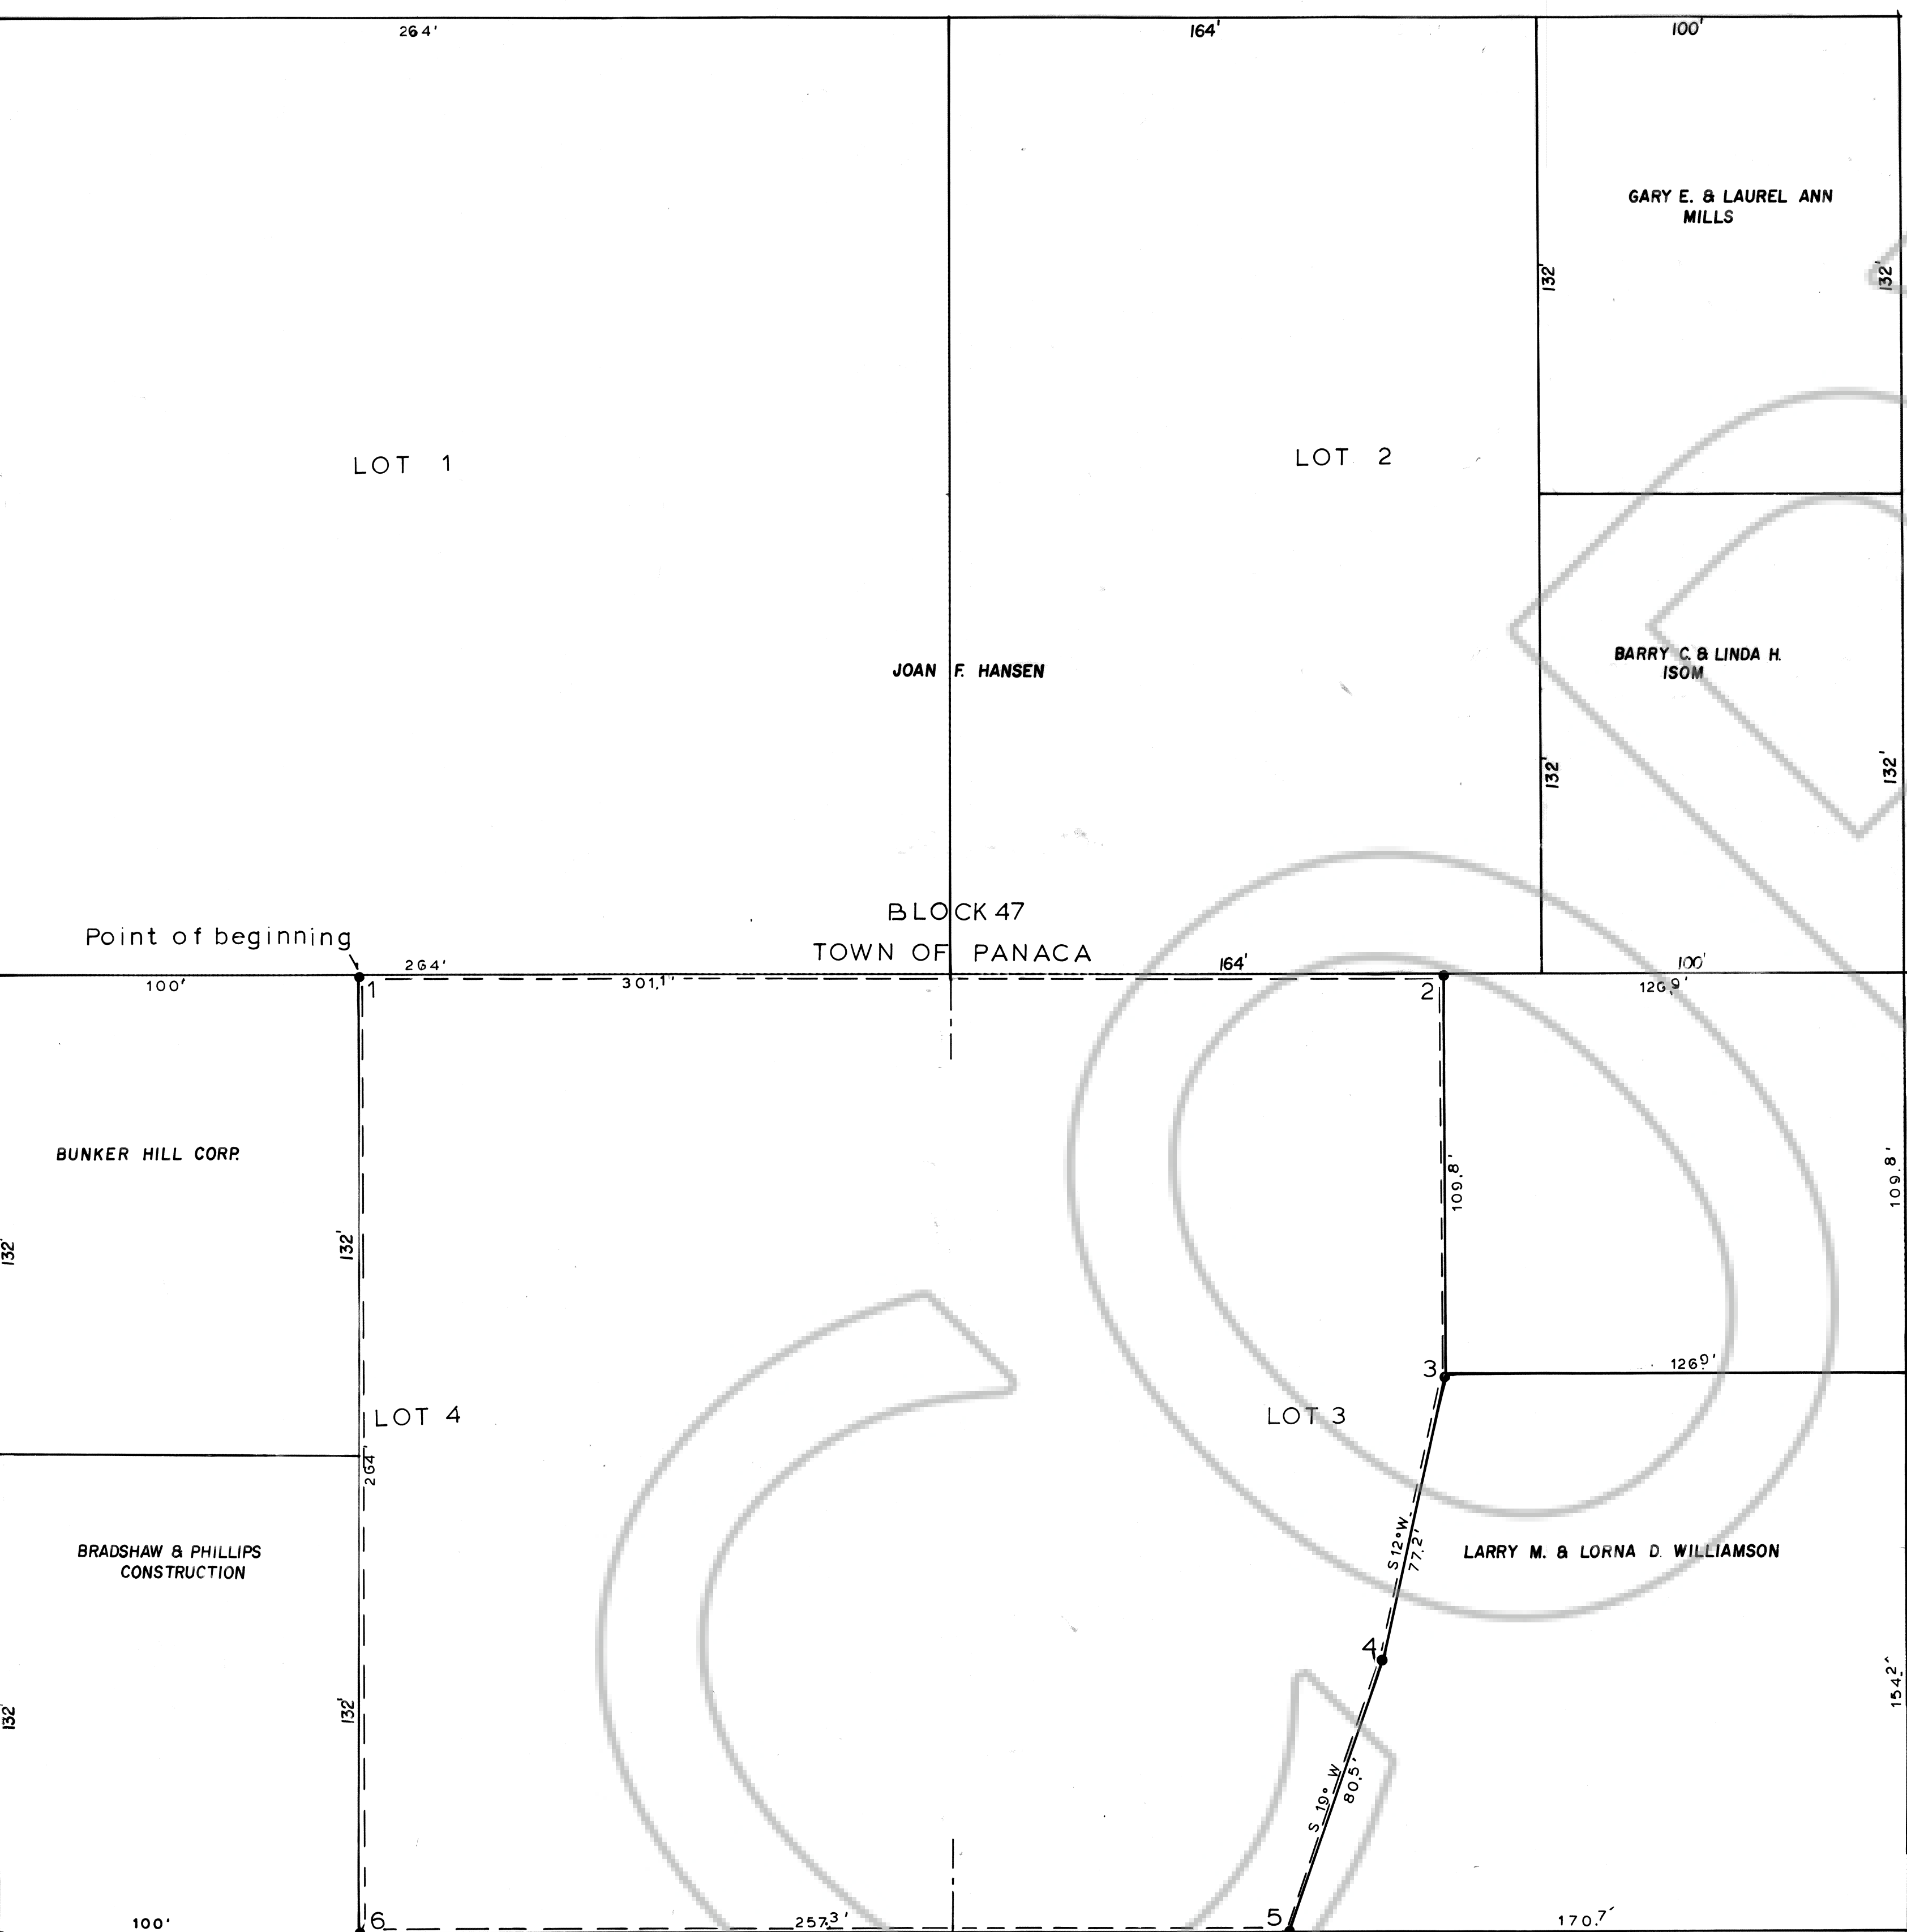 264'
164'
100'
GARY E. & LAUREL ANN
MILLS
132'
132'
LOT 1
LOT 2
JOAN F. HANSEN
BARRY C. & LINDA H.
ISOM
132'
132'
BLOCK 47
TOWN OF PANACA
Point of beginning
264'
164'
100'
100'
1
301.1'
2
126.9'
BUNKER HILL CORP.
109.8'
109.8'
132'
132'
3
126.9'
LOT 4
LOT 3
264'
BRADSHAW & PHILLIPS
CONSTRUCTION
S 12° W.
77.2'
LARRY M. & LORNA D. WILLIAMSON
4
132'
132'
154.2'
S 19° W
80.5'
100'
6
257.3'
5
170.7'